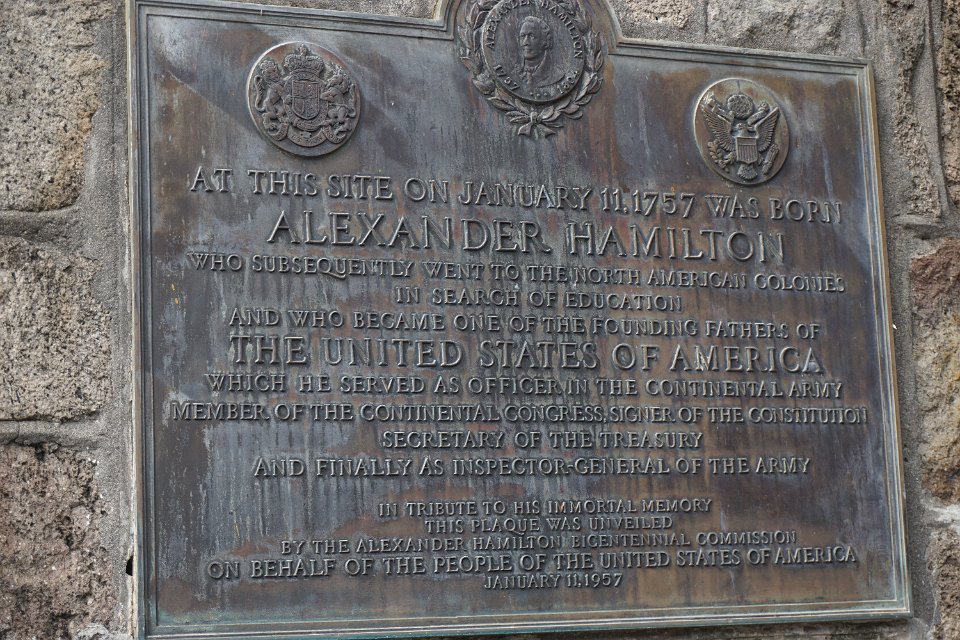 ALEXANDER HAMILTON
AT THIS SITE ON JANUARY 11, 1757 WAS BORN
ALEXANDER HAMILTON
WHO SUBSEQUENTLY WENT TO THE NORTH AMERICAN COLONIES
IN SEARCH OF EDUCATION
AND WHO BECAME ONE OF THE FOUNDING FATHERS OF
THE UNITED STATES OF AMERICA
WHICH HE SERVED AS OFFICER IN THE CONTINENTAL ARMY
MEMBER OF THE CONTINENTAL CONGRESS, SIGNER OF THE CONSTITUTION
SECRETARY OF THE TREASURY
AND FINALLY AS INSPECTOR-GENERAL OF THE ARMY
IN TRIBUTE TO HIS IMMORTAL MEMORY
THIS PLAQUE WAS UNVEILED
BY THE ALEXANDER HAMILTON BICENTENNIAL COMMISSION
ON BEHALF OF THE PEOPLE OF THE UNITED STATES OF AMERICA
JANUARY 11, 1957